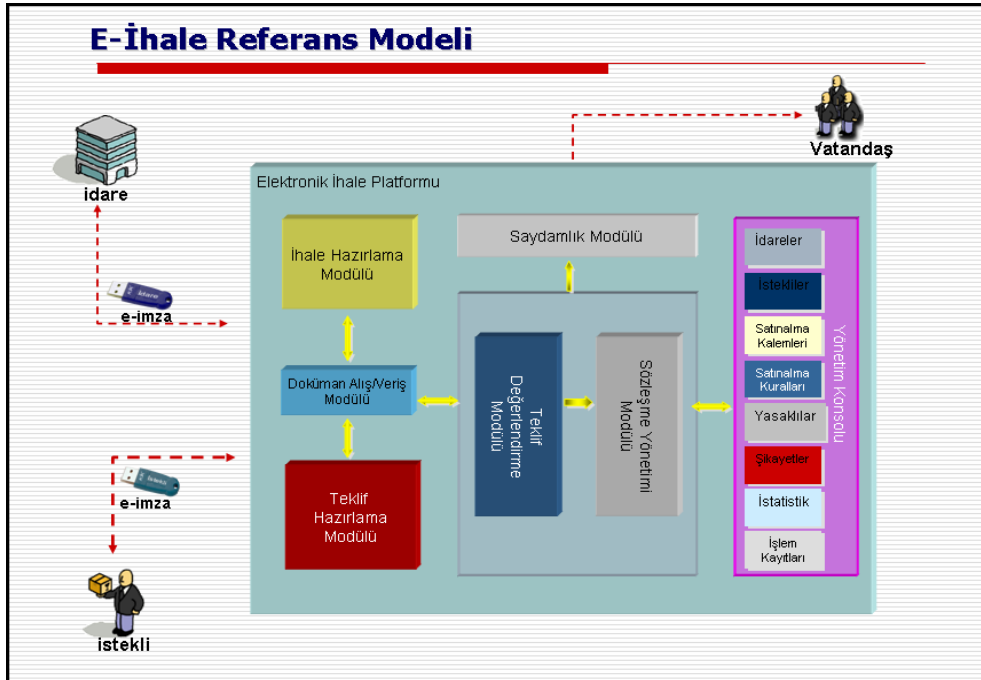 E-İhale Referans Modeli
Vatandaş
idare
Elektronik İhale Platformu
İhale Hazırlama
Modülü
Saydamlık Modülü
e-imza
Doküman Alış/Veriş
Modülü
Teklif
Değerlendirme
Modülü
Sözleşme Yönetimi
Modülü
Teklif
Hazırlama
Modülü
e-imza
istekli
Yönetim Konsolu
İdareler
İstekliler
Satınalma
Kalemleri
Satınalma
Kuralları
Yasaklılar
Şikayetler
İstatistik
İşlem
Kayıtları